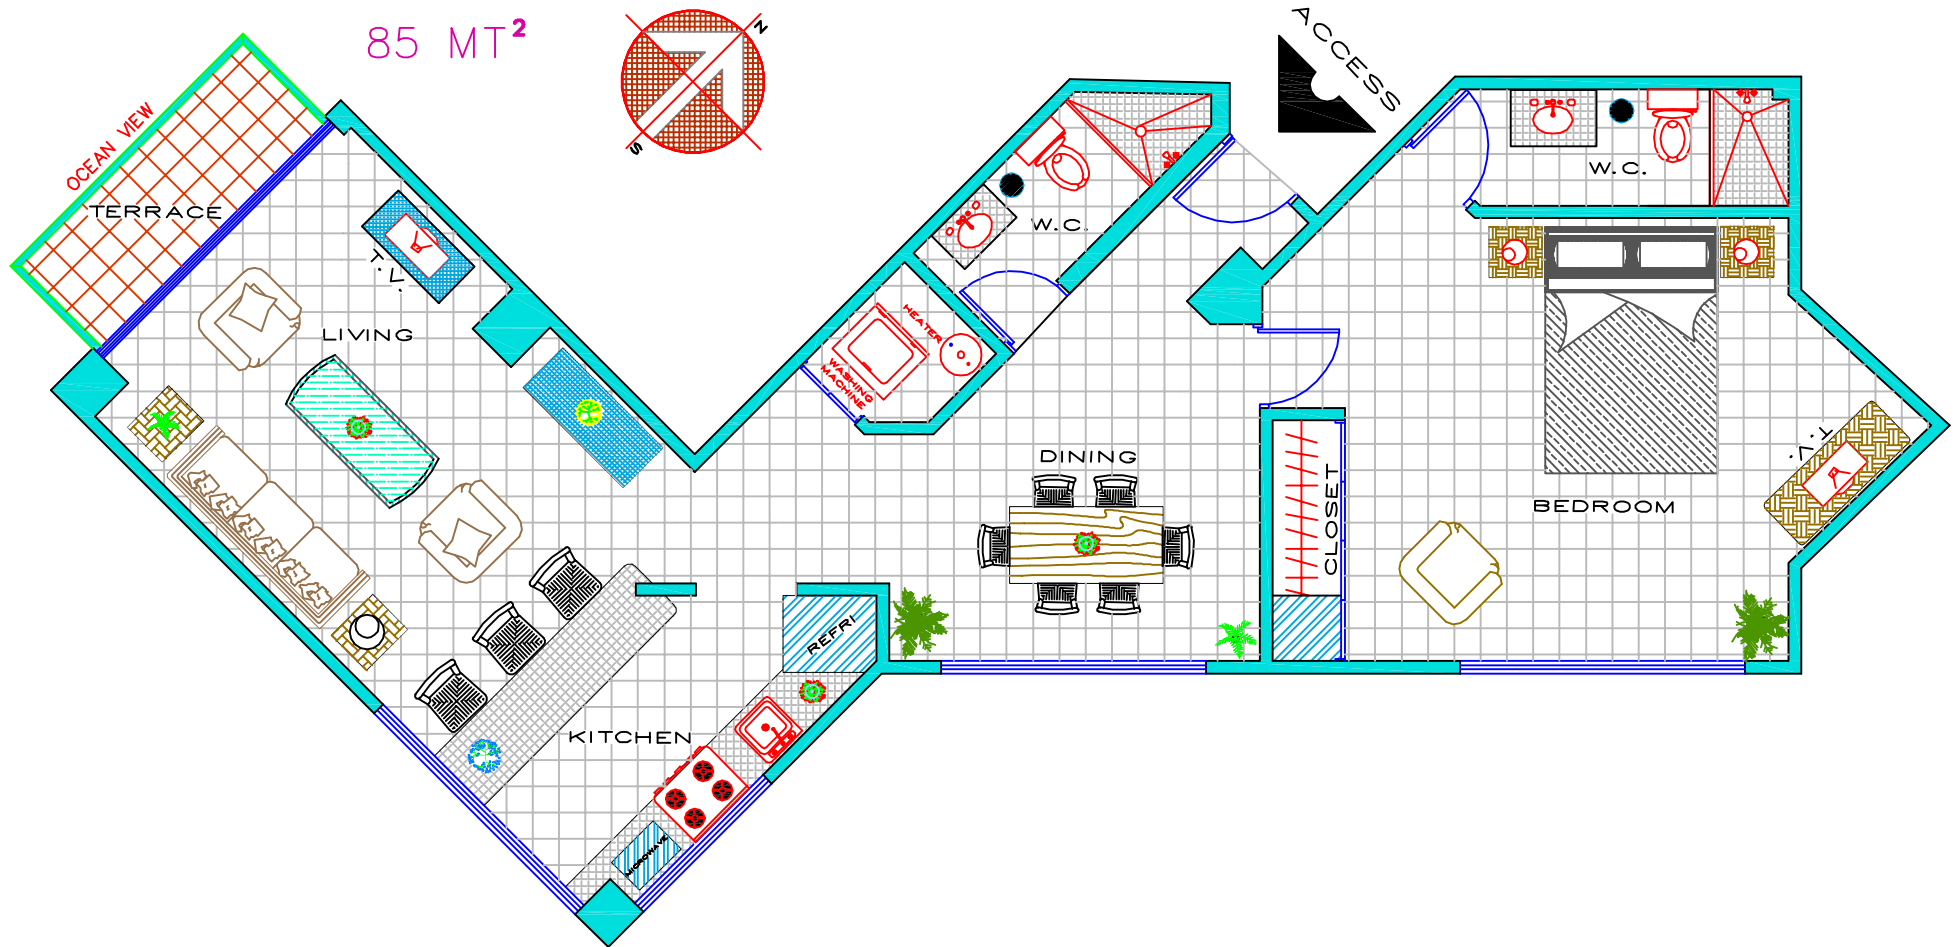 85 MT²
N
S
ACCESS
OCEAN VIEW
TERRACE
W.C.
W.C.
T.V.
LIVING
HEATER
WASHING
MACHINE
DINING
CLOSET
T.V.
BEDROOM
REFRI
KITCHEN
MICROWAVE